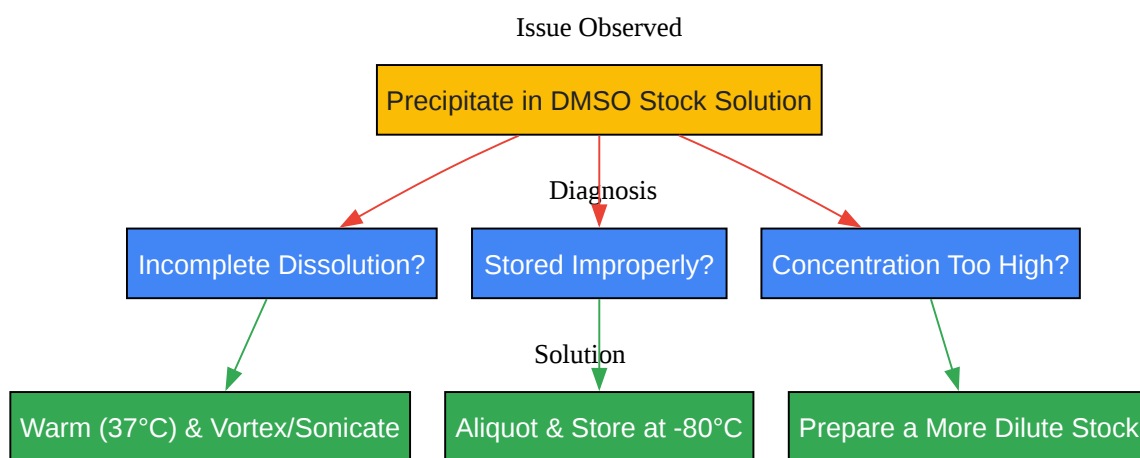 Issue Observed
Precipitate in DMSO Stock Solution
Diagnosis
Incomplete Dissolution?
Stored Improperly?
Concentration Too High?
Solution
Warm (37°C) & Vortex/Sonicate
Aliquot & Store at -80°C
Prepare a More Dilute Stock